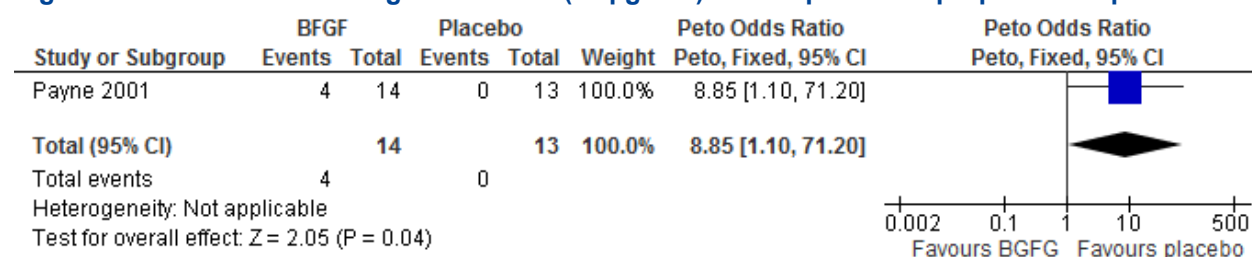 BFGF Placebo Peto Odds Ratio Peto Odds Ratio
Study or Subgroup Events Total Events Total Weight Peto, Fixed, 95% CI Peto, Fixed, 95% CI
Payne 2001 4 14 0 13 100.0% 8.85 [1.10, 71.20]
Total (95% CI) 14 13 100.0% 8.85 [1.10, 71.20]
Total events 4 0
Heterogeneity: Not applicable
Test for overall effect: Z = 2.05 (P = 0.04)
0.002 0.1 1 10 500
Favours BGFG Favours placebo